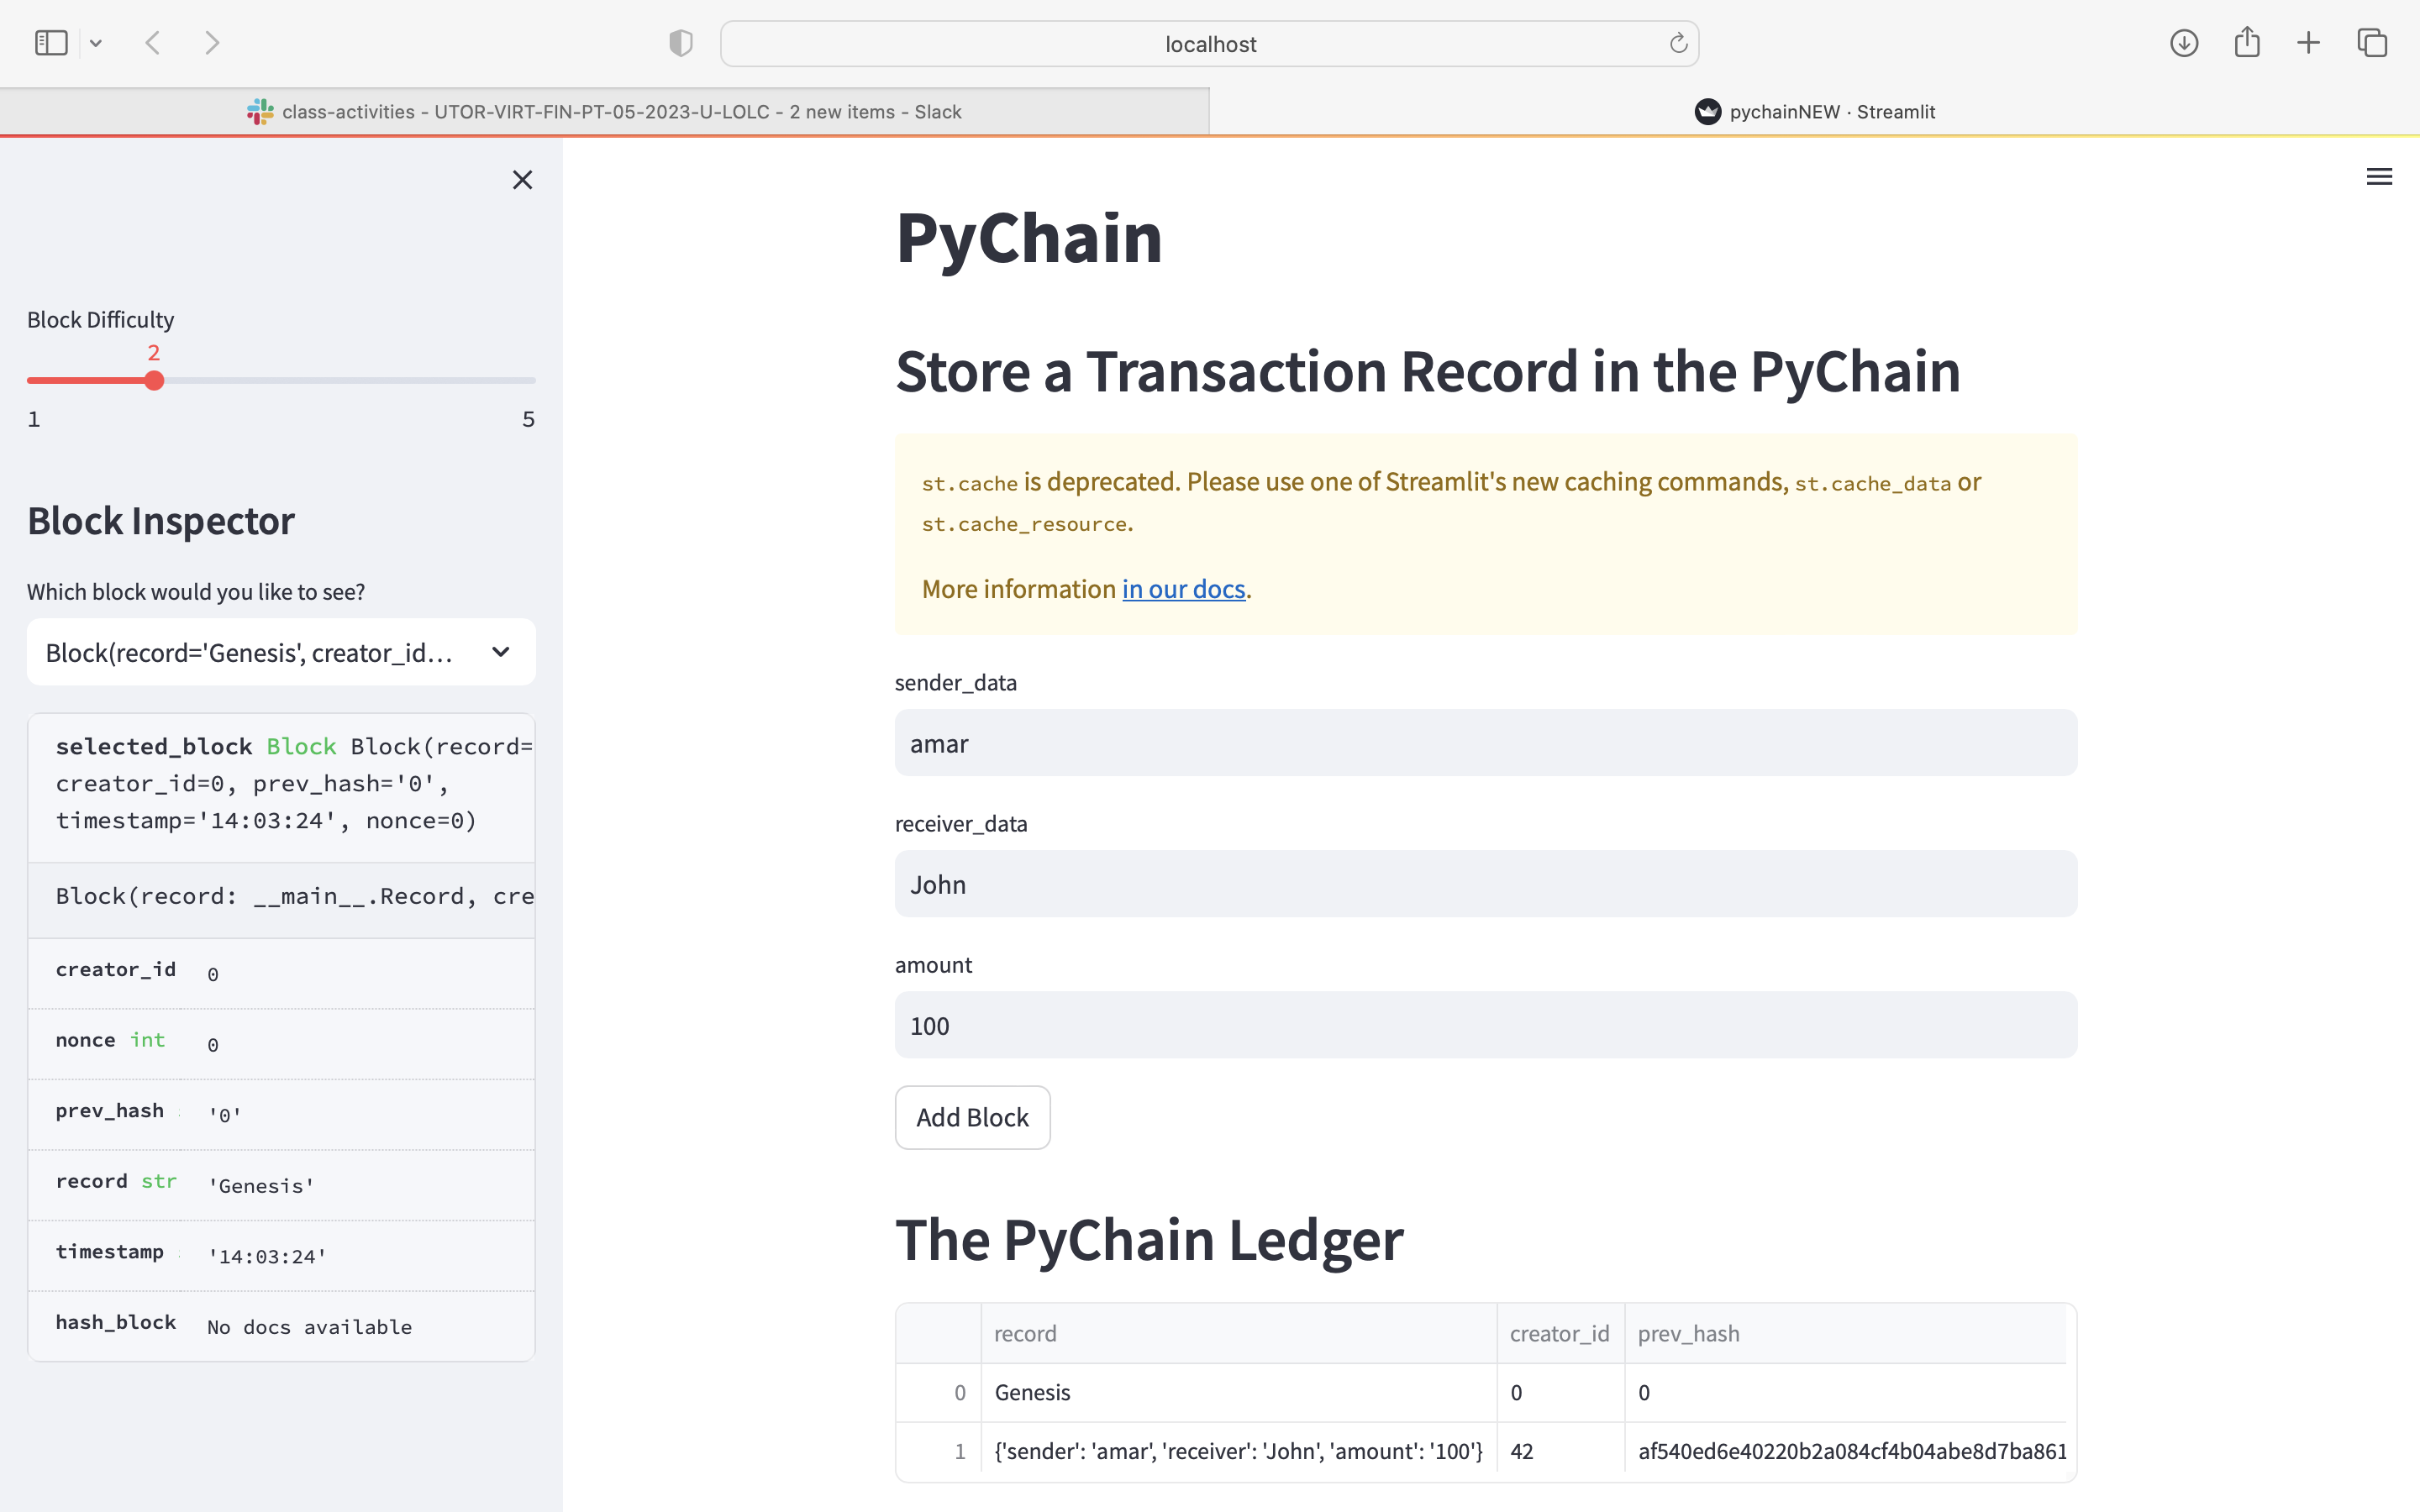 localhost
class-activities - UTOR-VIRT-FIN-PT-05-2023-U-LOLC - 2 new items - Slack
pychainNEW · Streamlit
Block Difficulty
2
1
5
Block Inspector
Which block would you like to see?
Block(record='Genesis', creator_id...
selected_block Block Block(record=
creator_id=0, prev_hash='0',
timestamp='14:03:24', nonce=0)
Block(record: __main__.Record, cre
creator_id 0
nonce int 0
prev_hash '0'
record str 'Genesis'
timestamp '14:03:24'
hash_block No docs available
PyChain
Store a Transaction Record in the PyChain
st.cache is deprecated. Please use one of Streamlit's new caching commands, st.cache_data or
st.cache_resource.
More information in our docs.
sender_data
amar
receiver_data
John
amount
100
Add Block
The PyChain Ledger
record creator_id prev_hash
0 Genesis 0 0
1 {'sender': 'amar', 'receiver': 'John', 'amount': '100'} 42 af540ed6e40220b2a084cf4b04abe8d7ba861